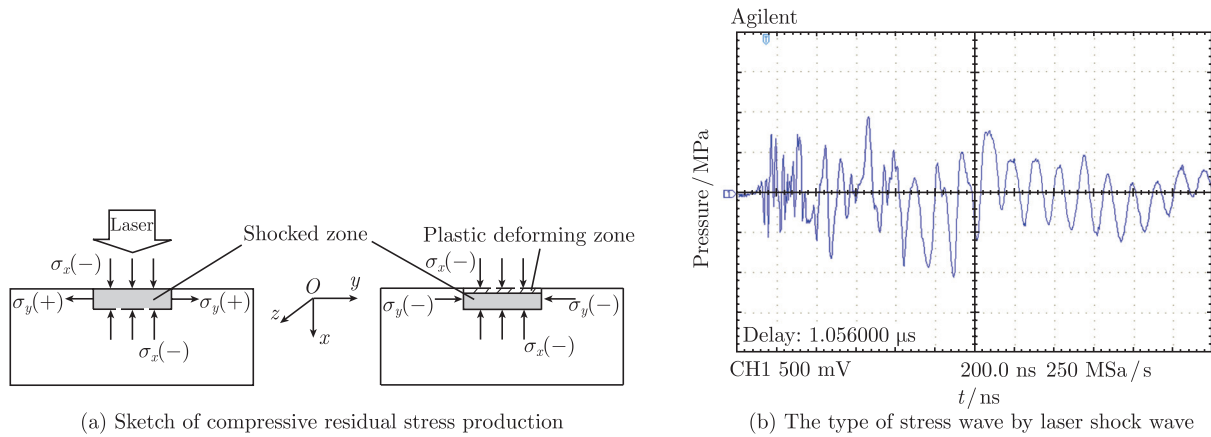 Laser
Shocked zone
Plastic deforming zone
σx(−)
σx(−)
σy(+)
σy(+)
O
y
z
x
σy(−)
σy(−)
σx(−)
σx(−)
(a) Sketch of compressive residual stress production
Agilent
Pressure/MPa
Delay: 1.056000 μs
CH1 500 mV
200.0 ns 250 MSa/s
t/ns
(b) The type of stress wave by laser shock wave